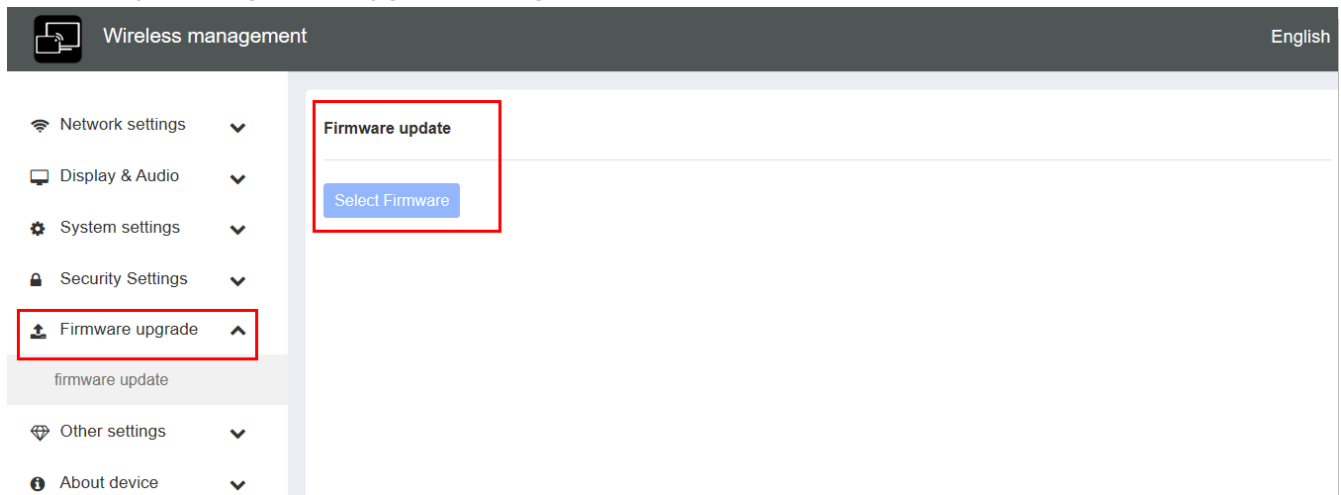 Wireless management
English
Network settings
Display & Audio
System settings
Security Settings
Firmware upgrade
firmware update
Other settings
About device
Firmware update
Select Firmware